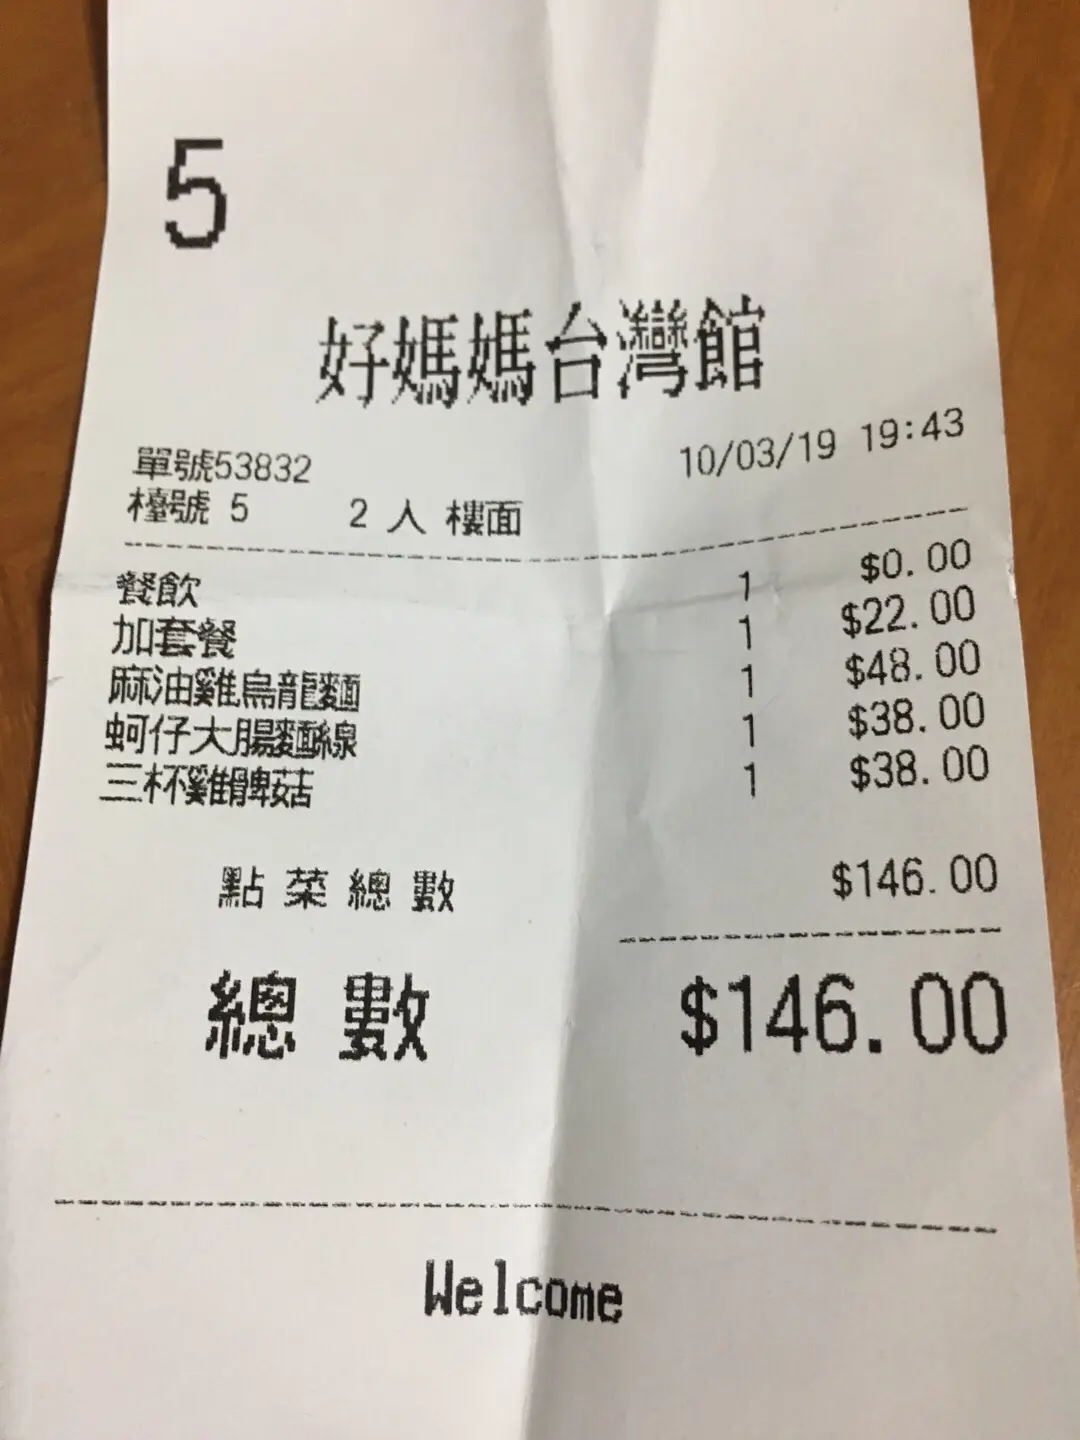 5
好媽媽台灣館
單號53832 10/03/19 19:43
檯號 5 2 人 樓面
餐飲 1 $0.00
加套餐 1 $22.00
麻油雞烏龍麵 1 $48.00
蚵仔大腸麵線 1 $38.00
三杯雞髀菇 1 $38.00
點菜總數 $146.00
總數 $146.00
Welcome